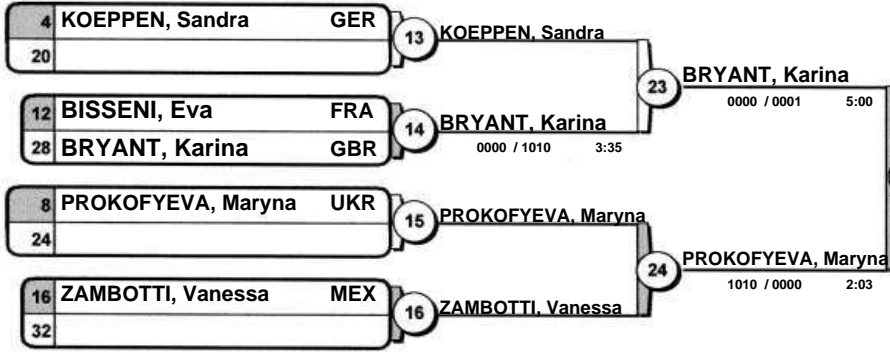 4 KOEPPEN, Sandra GER
20
13 KOEPPEN, Sandra
12 BISSENI, Eva FRA
28 BRYANT, Karina GBR
14 BRYANT, Karina
0000 / 1010 3:35
23 BRYANT, Karina
0000 / 0001 5:00
8 PROKOFYEVA, Maryna UKR
24
15 PROKOFYEVA, Maryna
16 ZAMBOTTI, Vanessa MEX
32
16 ZAMBOTTI, Vanessa
24 PROKOFYEVA, Maryna
1010 / 0000 2:03